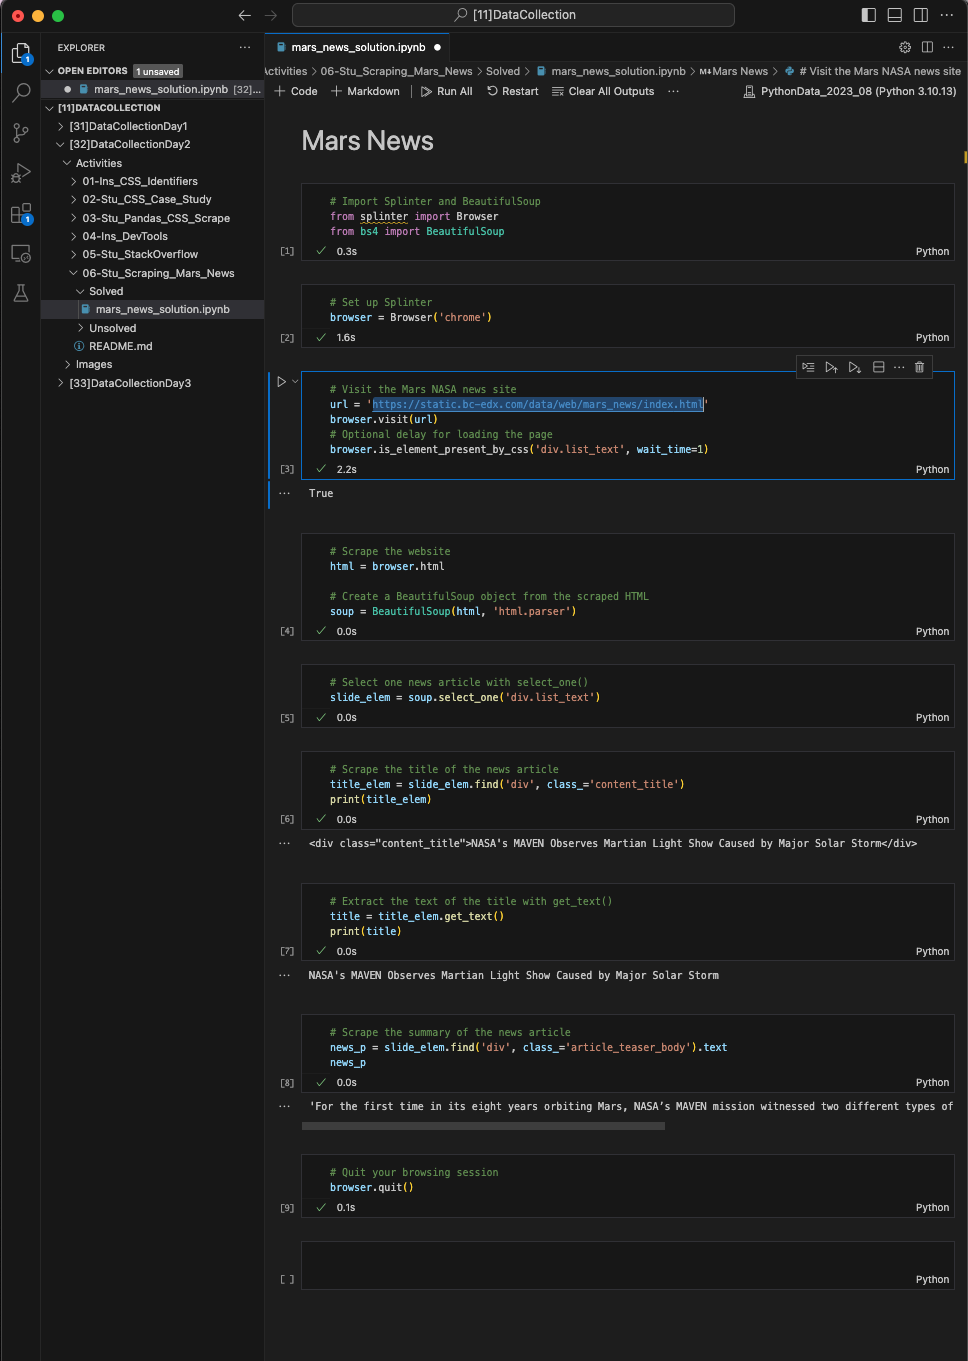 [11]DataCollection
EXPLORER
OPEN EDITORS 1 unsaved
mars_news_solution.ipynb [32]...
[11]DATACOLLECTION
[31]DataCollectionDay1
[32]DataCollectionDay2
Activities
01-Ins_CSS_Identifiers
02-Stu_CSS_Case_Study
03-Stu_Pandas_CSS_Scrape
04-Ins_DevTools
05-Stu_StackOverflow
06-Stu_Scraping_Mars_News
Solved
mars_news_solution.ipynb
Unsolved
README.md
Images
[33]DataCollectionDay3
1
1
mars_news_solution.ipynb
Activities > 06-Stu_Scraping_Mars_News > Solved > mars_news_solution.ipynb > M↓Mars News > # Visit the Mars NASA news site
+ Code + Markdown | Run All Restart Clear All Outputs ··· PythonData_2023_08 (Python 3.10.13)
Mars News
# Import Splinter and BeautifulSoup
from splinter import Browser
from bs4 import BeautifulSoup
[1] ✓ 0.3s Python
# Set up Splinter
browser = Browser('chrome')
[2] ✓ 1.6s Python
# Visit the Mars NASA news site
url = 'https://static.bc-edx.com/data/web/mars_news/index.html'
browser.visit(url)
# Optional delay for loading the page
browser.is_element_present_by_css('div.list_text', wait_time=1)
[3] ✓ 2.2s Python
··· True
# Scrape the website
html = browser.html
# Create a BeautifulSoup object from the scraped HTML
soup = BeautifulSoup(html, 'html.parser')
[4] ✓ 0.0s Python
# Select one news article with select_one()
slide_elem = soup.select_one('div.list_text')
[5] ✓ 0.0s Python
# Scrape the title of the news article
title_elem = slide_elem.find('div', class_='content_title')
print(title_elem)
[6] ✓ 0.0s Python
··· <div class="content_title">NASA's MAVEN Observes Martian Light Show Caused by Major Solar Storm</div>
# Extract the text of the title with get_text()
title = title_elem.get_text()
print(title)
[7] ✓ 0.0s Python
··· NASA's MAVEN Observes Martian Light Show Caused by Major Solar Storm
# Scrape the summary of the news article
news_p = slide_elem.find('div', class_='article_teaser_body').text
news_p
[8] ✓ 0.0s Python
··· 'For the first time in its eight years orbiting Mars, NASA’s MAVEN mission witnessed two different types of
# Quit your browsing session
browser.quit()
[9] ✓ 0.1s Python
[ ] Python